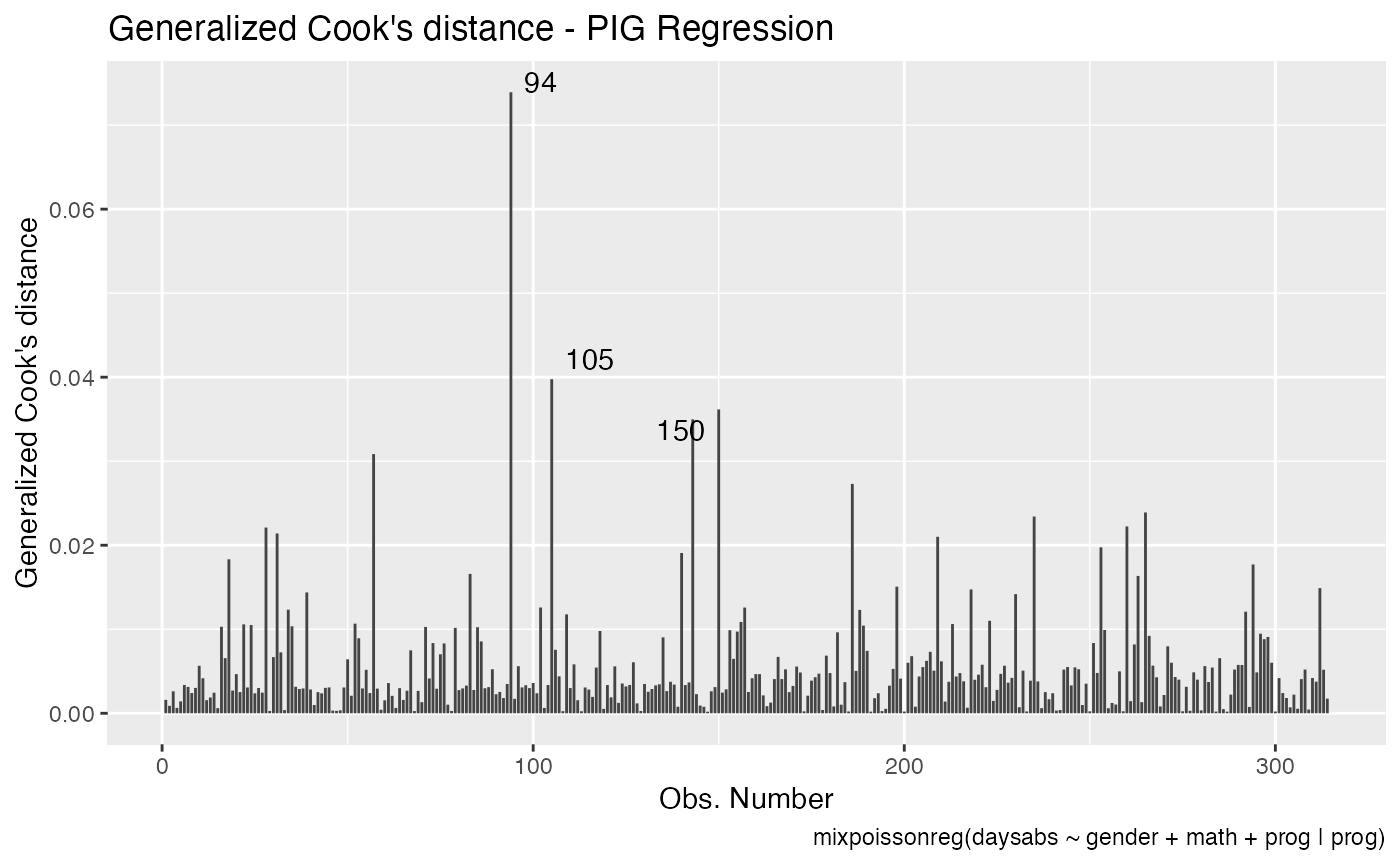 Generalized Cook's distance - PIG Regression
94
105
150
Generalized Cook's distance
0.06
0.04
0.02
0.00
0 100 200 300
Obs. Number
mixpoissonreg(daysabs ~ gender + math + prog | prog)